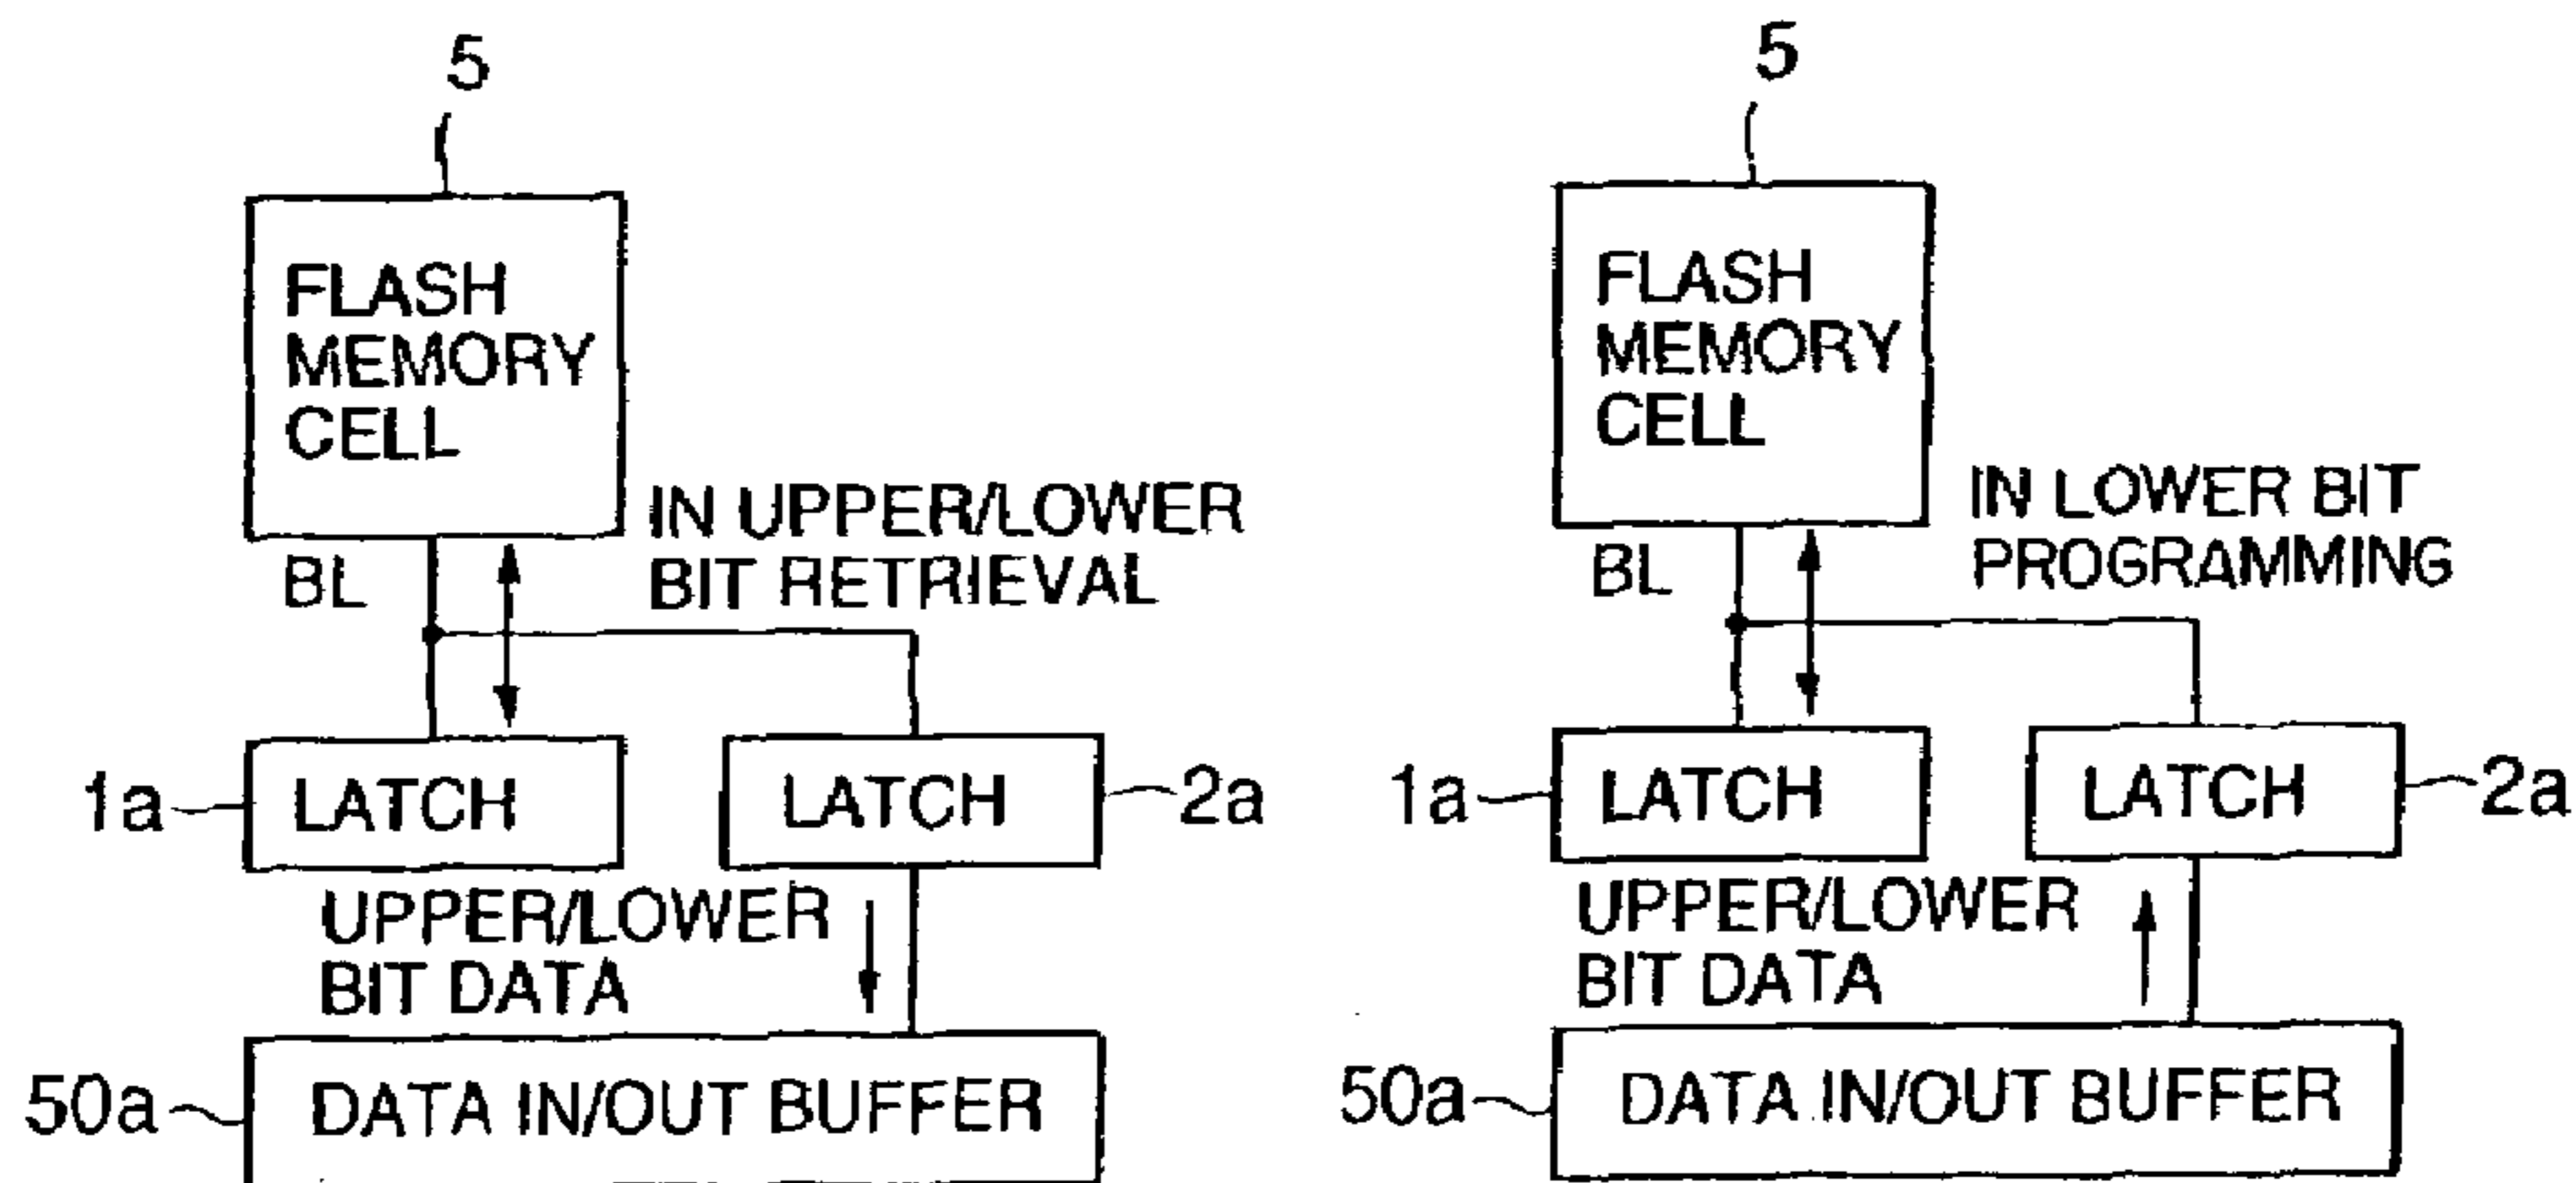 5
FLASH
MEMORY
CELL
BL
IN UPPER/LOWER
BIT RETRIEVAL
1a
LATCH
LATCH
2a
UPPER/LOWER
BIT DATA
50a
DATA IN/OUT BUFFER
5
FLASH
MEMORY
CELL
BL
IN LOWER BIT
PROGRAMMING
1a
LATCH
LATCH
2a
UPPER/LOWER
BIT DATA
50a
DATA IN/OUT BUFFER